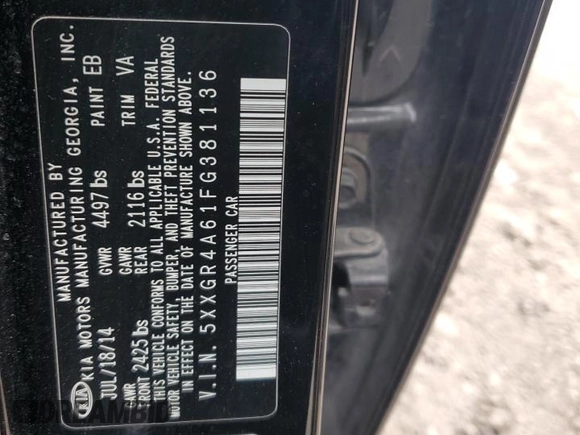 MANUFACTURED BY
KIA KIA MOTORS MANUFACTURING GEORGIA, INC.
JUL/18/14 GVWR 4497lbs PAINT EB
GAWR FRONT 2425lbs GAWR REAR 2116lbs TRIM VA
THIS VEHICLE CONFORMS TO ALL APPLICABLE U.S.A. FEDERAL
MOTOR VEHICLE SAFETY, BUMPER, AND THEFT PREVENTION STANDARDS
IN EFFECT ON THE DATE OF MANUFACTURE SHOWN ABOVE.
V.I.N. 5XXGR4A61FG381136
PASSENGER CAR
DREAMBID